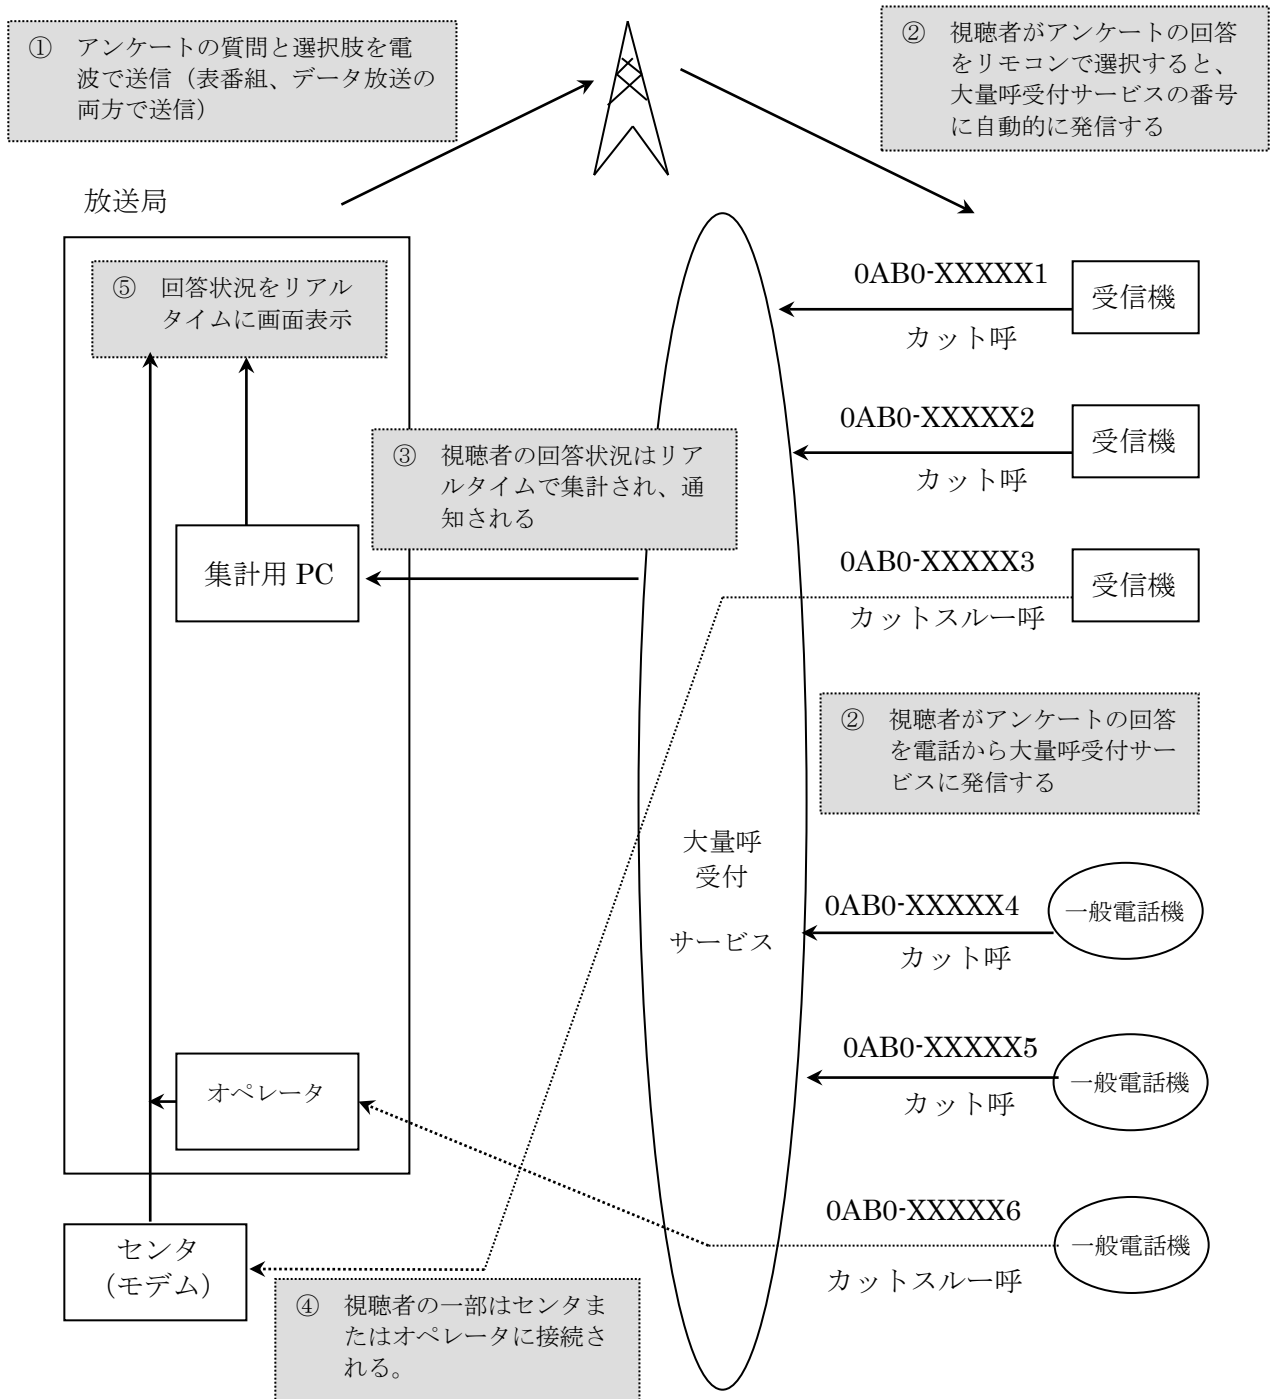 ① アンケートの質問と選択肢を電
波で送信（表番組、データ放送の
両方で送信）
② 視聴者がアンケートの回答
をリモコンで選択すると、
大量呼受付サービスの番号
に自動的に発信する
放送局
⑤ 回答状況をリアル
タイムに画面表示
0AB0-XXXXX1
受信機
カット呼
0AB0-XXXXX2
受信機
カット呼
③ 視聴者の回答状況はリア
ルタイムで集計され、通
知される
集計用 PC
0AB0-XXXXX3
受信機
カットスルー呼
② 視聴者がアンケートの回答
を電話から大量呼受付サー
ビスに発信する
大量呼
受付
サービス
0AB0-XXXXX4
一般電話機
カット呼
0AB0-XXXXX5
一般電話機
カット呼
オペレータ
0AB0-XXXXX6
一般電話機
カットスルー呼
センタ
（モデム）
④ 視聴者の一部はセンタま
たはオペレータに接続さ
れる。